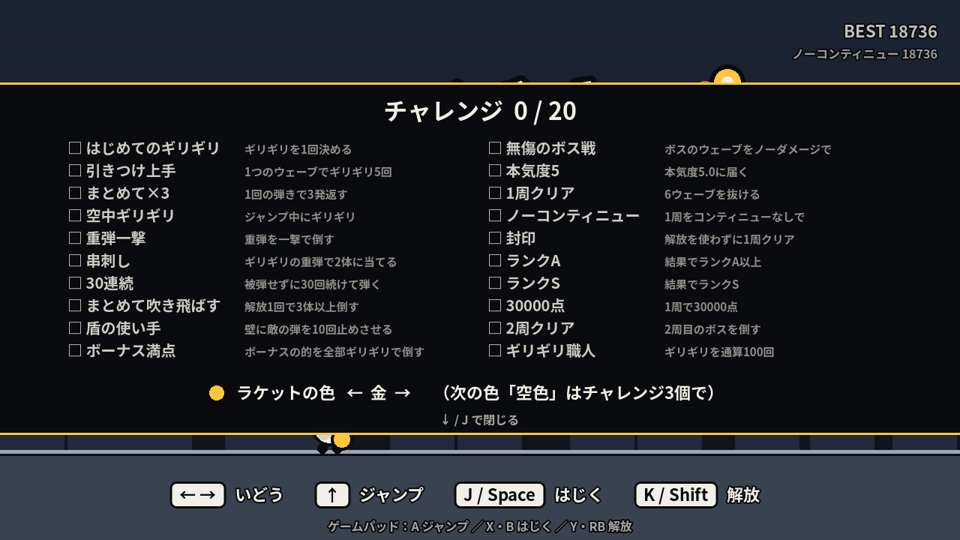 BEST 18736
ノーコンティニュー 18736
チャレンジ 0 / 20
□ はじめてのギリギリ ギリギリを1回決める
□ 引きつけ上手 1つのウェーブでギリギリ5回
□ まとめて×3 1回の弾きで3発返す
□ 空中ギリギリ ジャンプ中にギリギリ
□ 重弾一撃 重弾を一撃で倒す
□ 串刺し ギリギリの重弾で2体に当てる
□ 30連続 被弾せずに30回続けて弾く
□ まとめて吹き飛ばす 解放1回で3体以上倒す
□ 盾の使い手 壁に敵の弾を10回止めさせる
□ ボーナス満点 ボーナスの的を全部ギリギリで倒す
□ 無傷のボス戦 ボスのウェーブをノーダメージで
□ 本気度5 本気度5.0に届く
□ 1周クリア 6ウェーブを抜ける
□ ノーコンティニュー 1周をコンティニューなしで
□ 封印 解放を使わずに1周クリア
□ ランクA 結果でランクA以上
□ ランクS 結果でランクS
□ 30000点 1周で30000点
□ 2周クリア 2周目のボスを倒す
□ ギリギリ職人 ギリギリを通算100回
ラケットの色 ← 金 → （次の色「空色」はチャレンジ3個で）
↓ / J で閉じる
← → いどう ↑ ジャンプ J / Space はじく K / Shift 解放
ゲームパッド：A ジャンプ ／ X・B はじく ／ Y・RB 解放